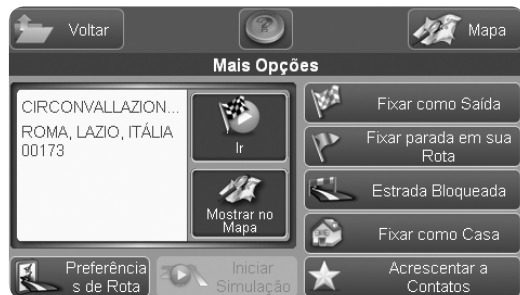 Voltar
Mapa
Mais Opções
CIRCONVALLAZION...
ROMA, LAZIO, ITÁLIA
00173
Ir
Mostrar no
Mapa
Fixar como Saída
Fixar parada em sua
Rota
Estrada Bloqueada
Fixar como Casa
Preferência
s de Rota
Iniciar
Simulação
Acrescentar a
Contatos